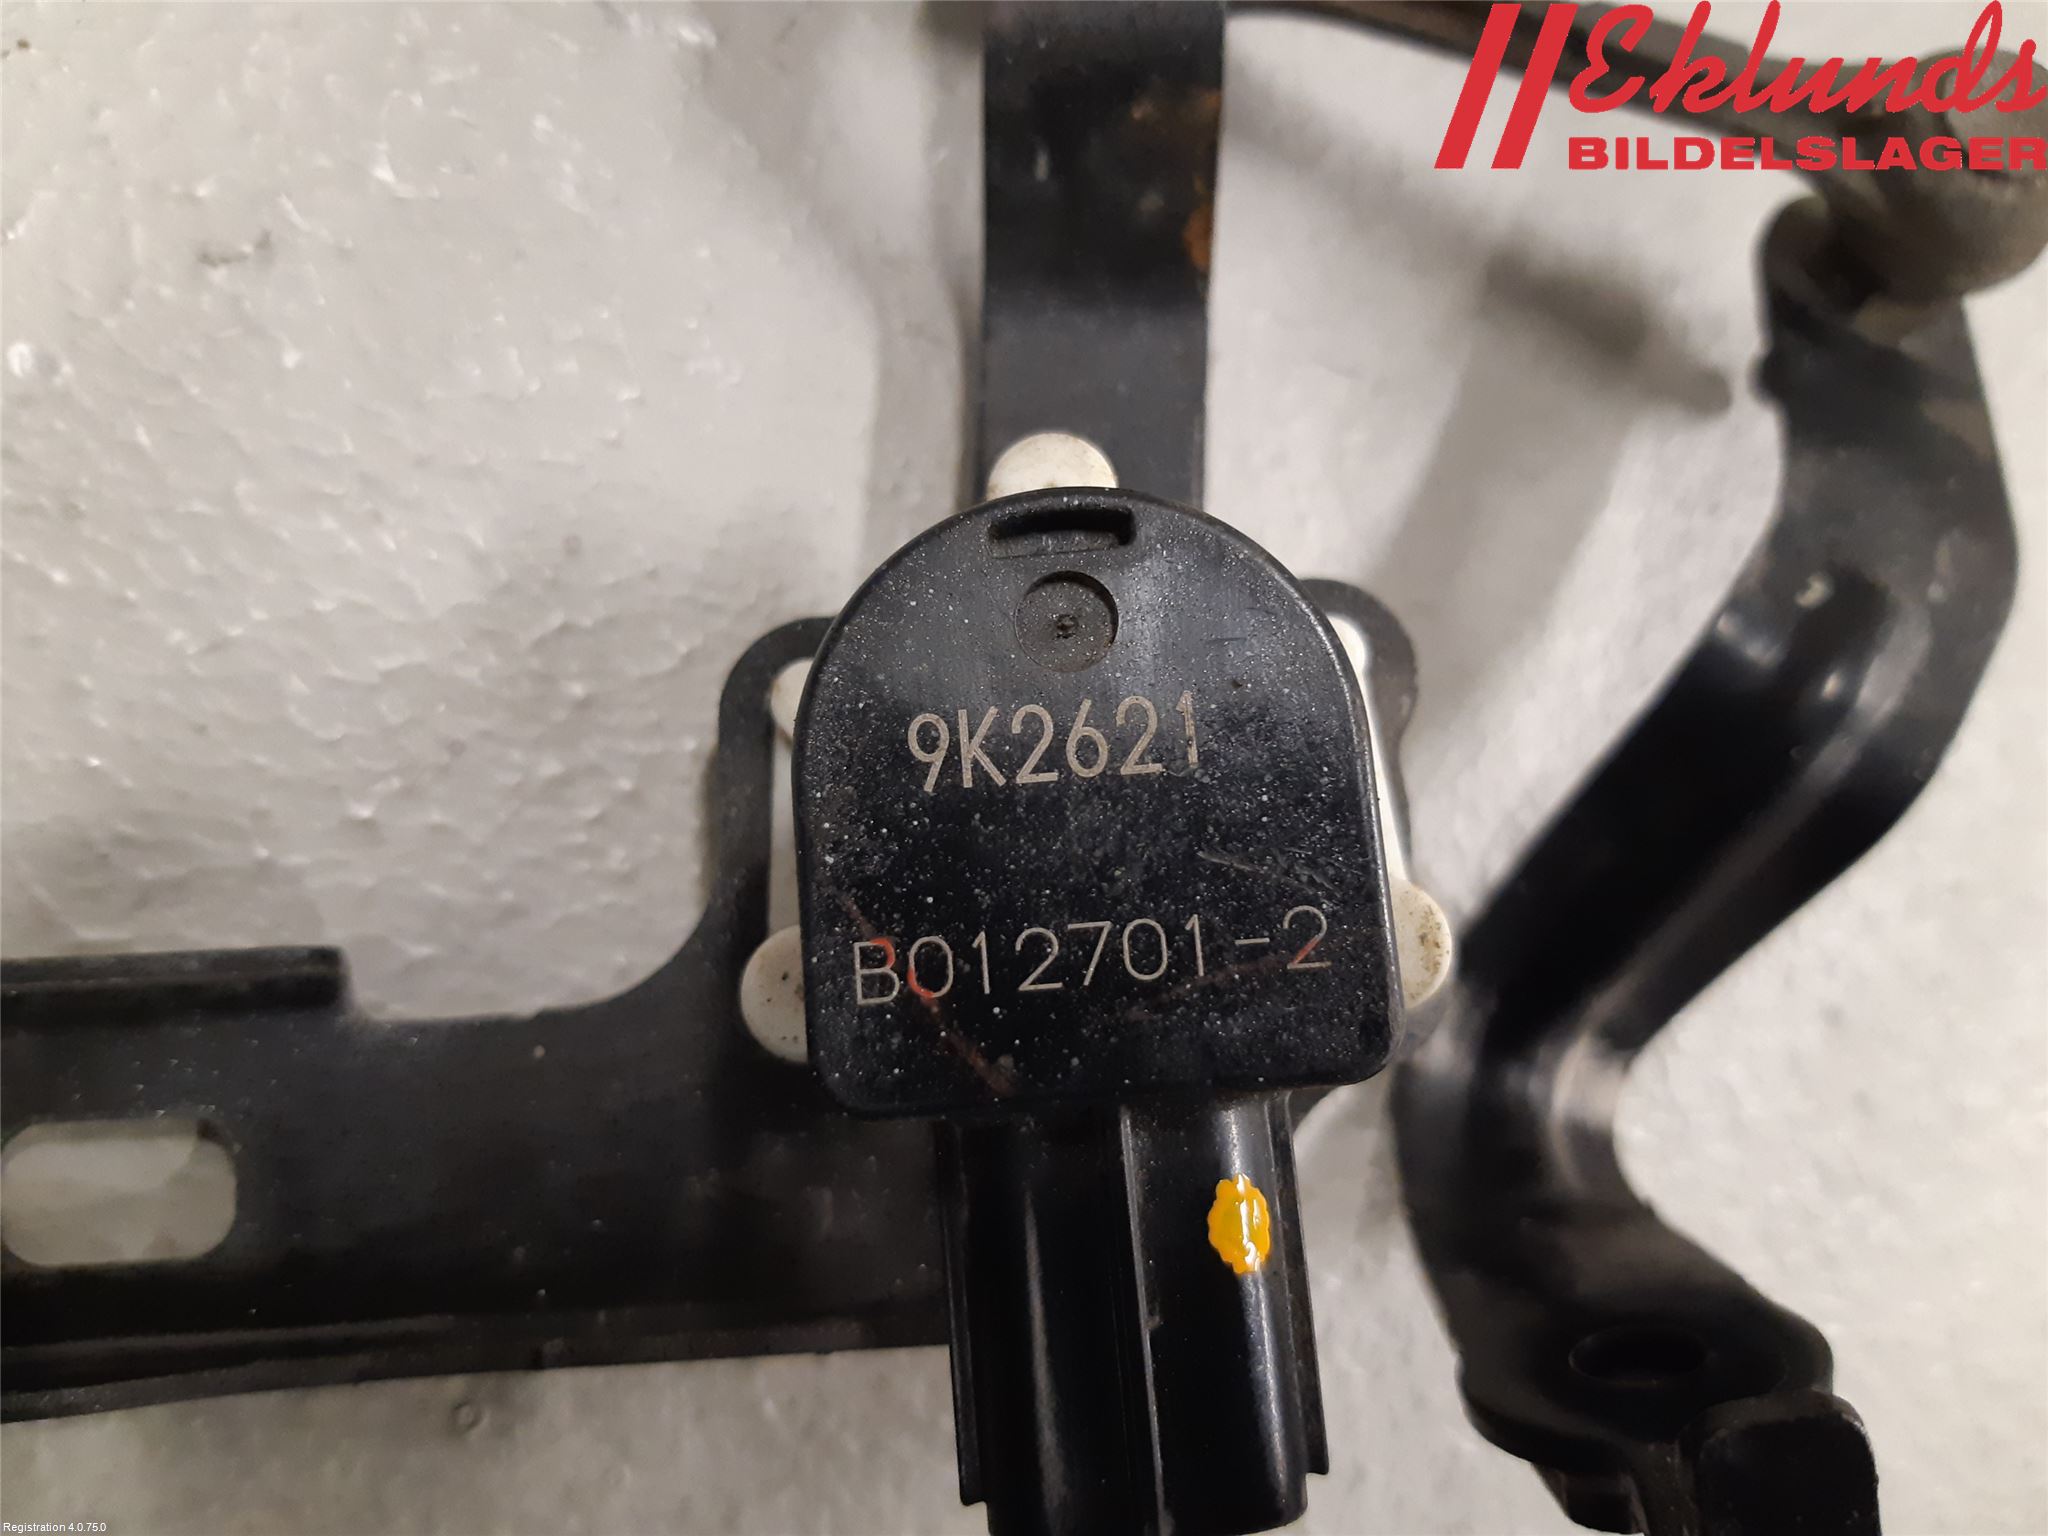 Eklunds
BILDELSLAGER
9K2621
B012701-2
Registration 4.0.75.0